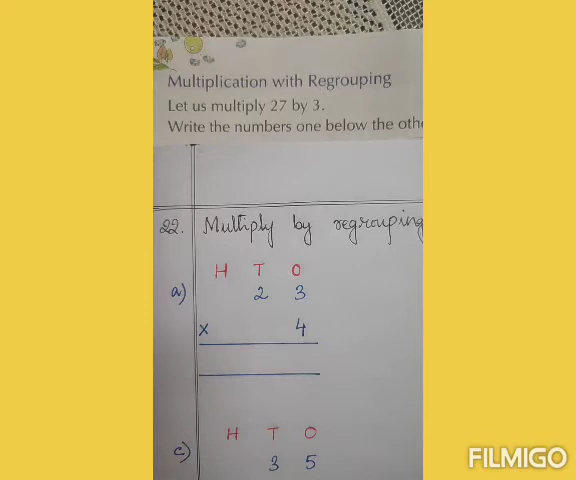 Multiplication with Regrouping
Let us multiply 27 by 3.
Write the numbers one below the oth
22. Multiply by regrouping
H T O
a) 2 3
x 4
H T O
c) 3 5
FILMIGO